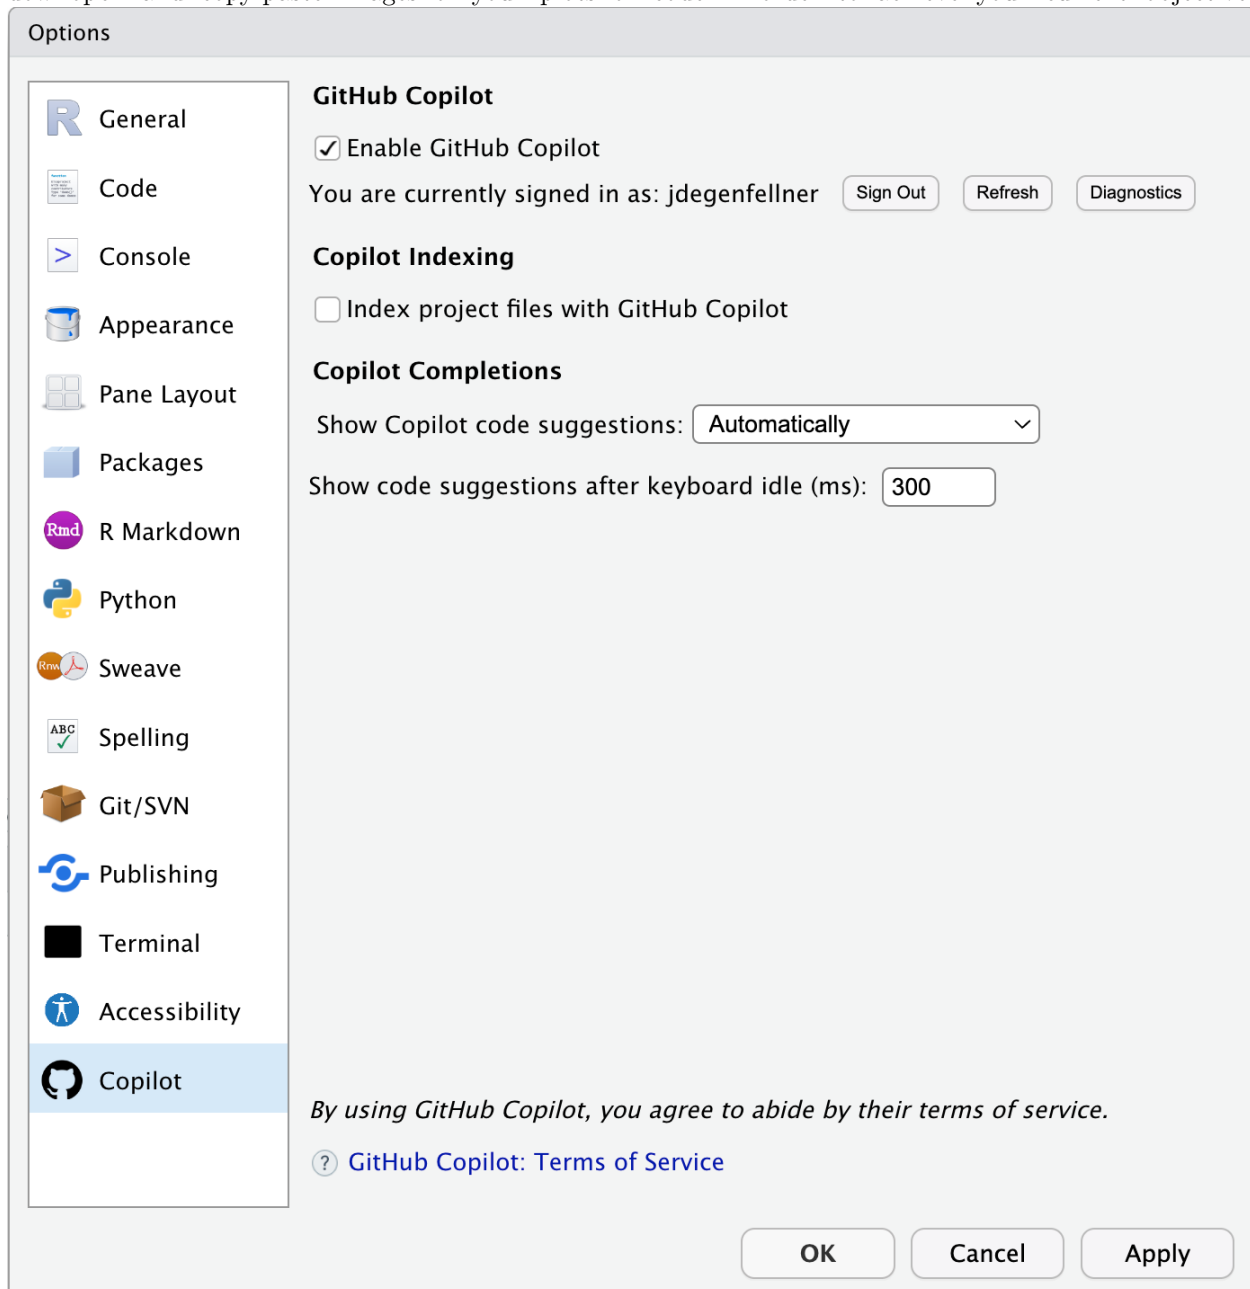 Options
General
Code
Console
Appearance
Pane Layout
Packages
Rmd R Markdown
Python
Rnw Sweave
ABC Spelling
Git/SVN
Publishing
Terminal
Accessibility
Copilot
GitHub Copilot
Enable GitHub Copilot
You are currently signed in as: jdegenfellner Sign Out Refresh Diagnostics
Copilot Indexing
Index project files with GitHub Copilot
Copilot Completions
Show Copilot code suggestions: Automatically
Show code suggestions after keyboard idle (ms): 300
By using GitHub Copilot, you agree to abide by their terms of service.
? GitHub Copilot: Terms of Service
OK Cancel Apply